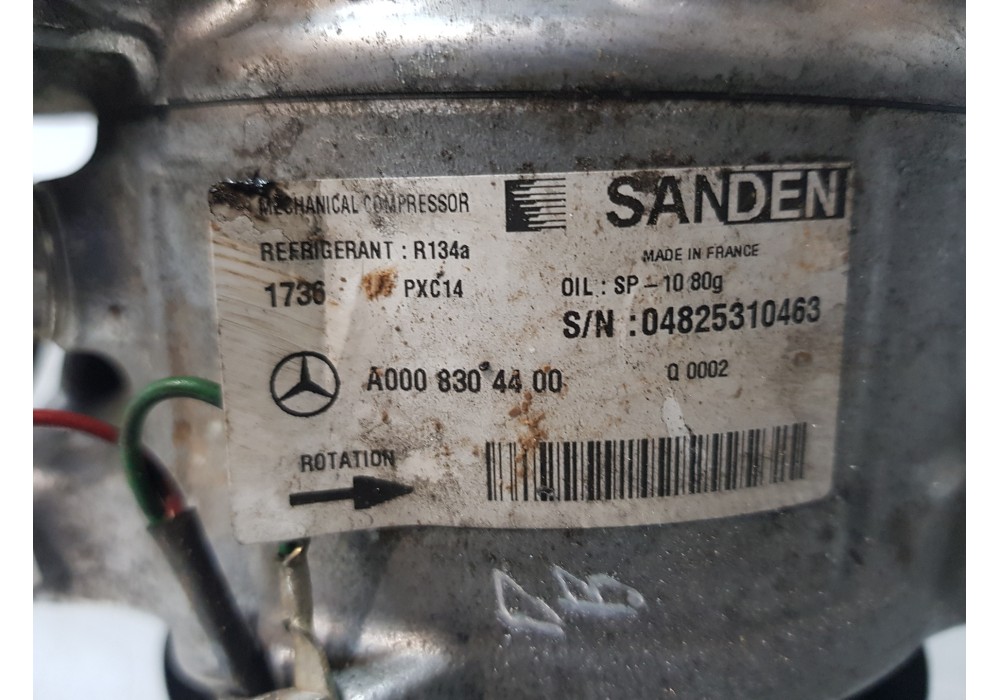 MECHANICAL COMPRESSOR
SANDEN
REFRIGERANT : R134a
MADE IN FRANCE
1736 PXC14
OIL : SP-10 80g
S/N : 04825310463
A000 830 44 00
Q 0002
ROTATION